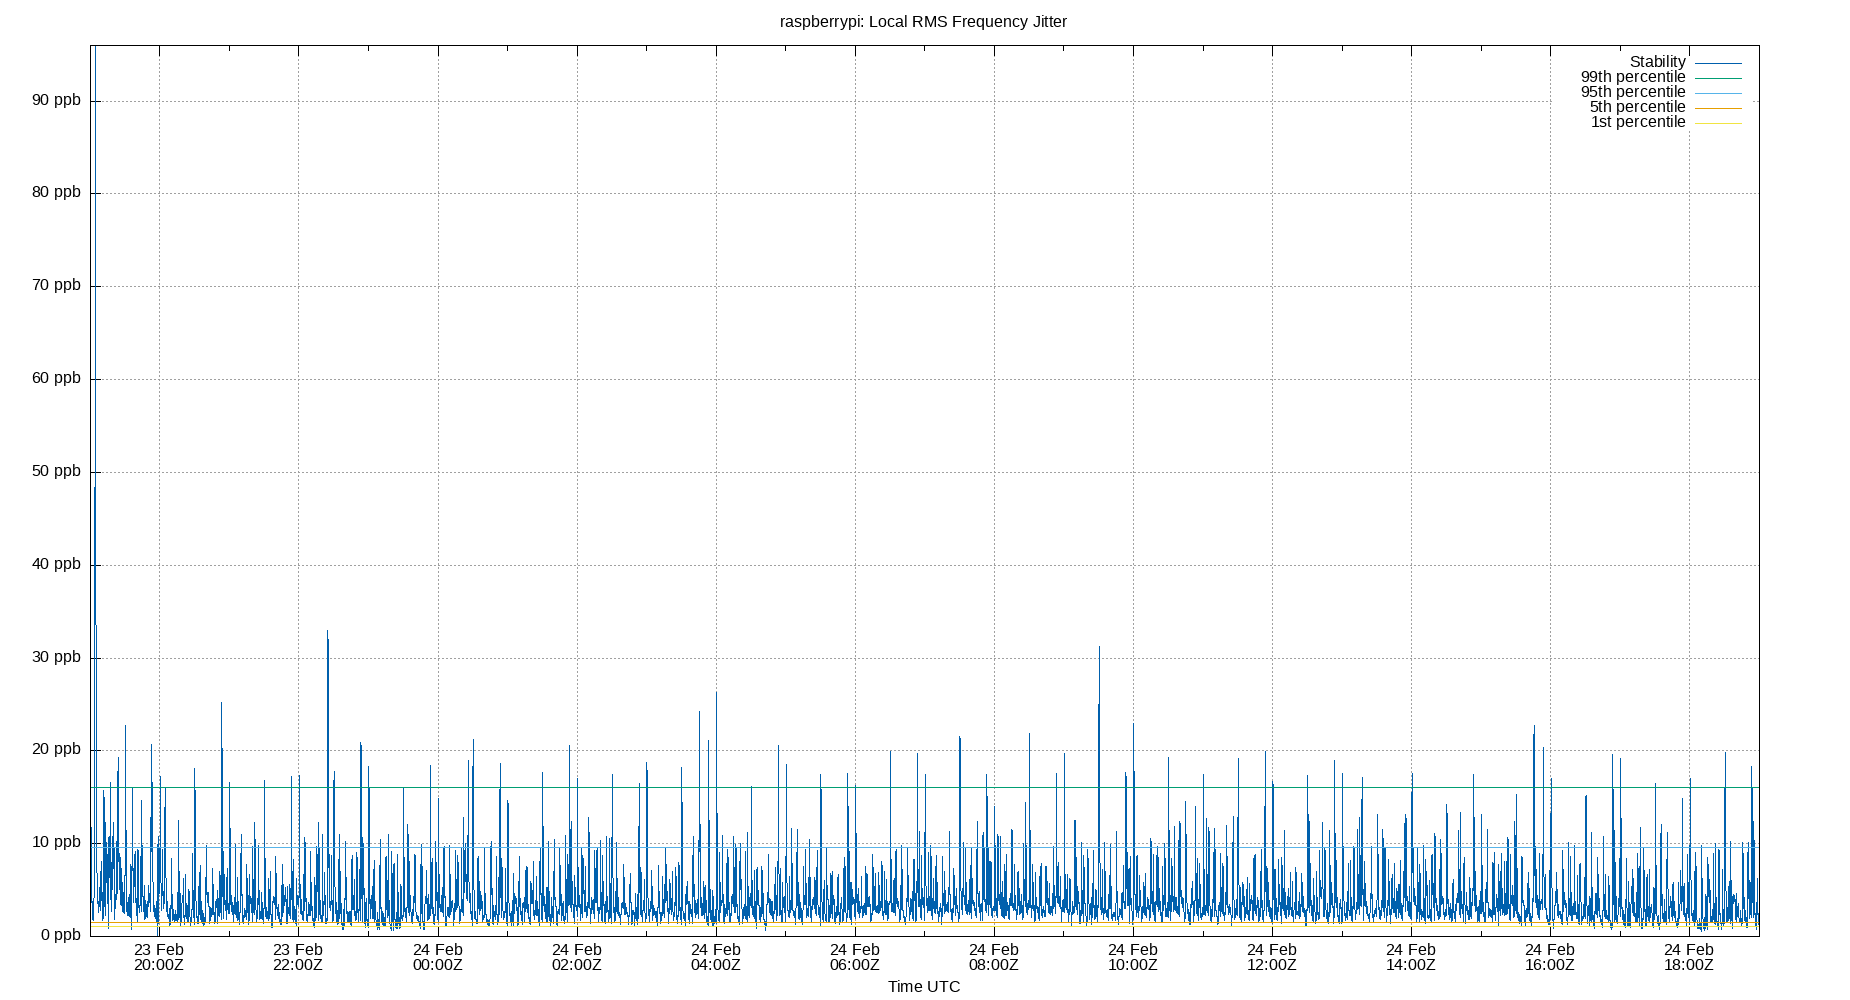 raspberrypi: Local RMS Frequency Jitter
Stability
99th percentile
95th percentile
5th percentile
1st percentile
90 ppb
80 ppb
70 ppb
60 ppb
50 ppb
40 ppb
30 ppb
20 ppb
10 ppb
0 ppb
23 Feb 20:00Z
23 Feb 22:00Z
24 Feb 00:00Z
24 Feb 02:00Z
24 Feb 04:00Z
24 Feb 06:00Z
24 Feb 08:00Z
24 Feb 10:00Z
24 Feb 12:00Z
24 Feb 14:00Z
24 Feb 16:00Z
24 Feb 18:00Z
Time UTC